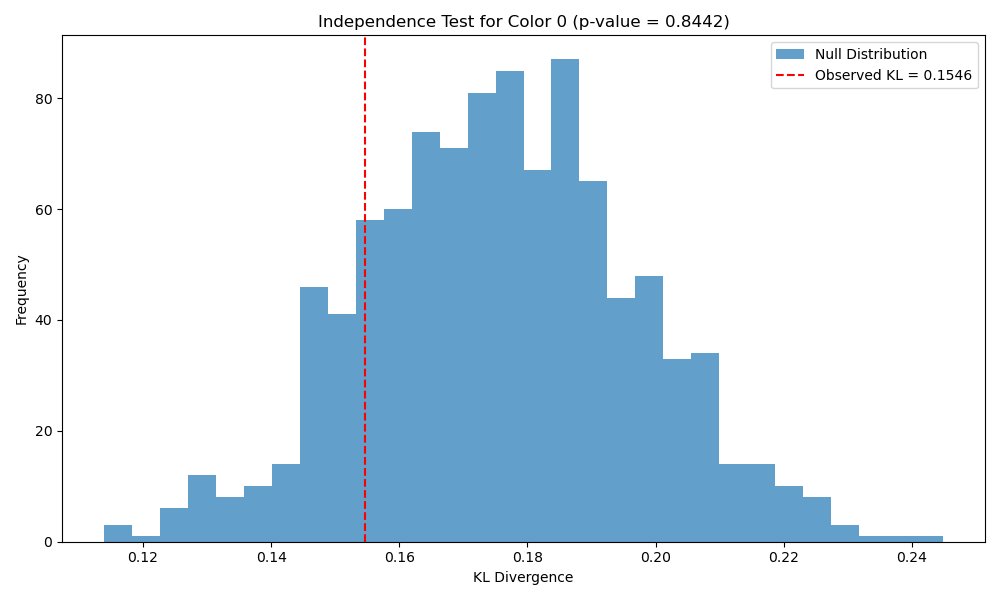 Independence Test for Color 0 (p-value = 0.8442)
Null Distribution
Observed KL = 0.1546
80
60
40
20
0
Frequency
0.12 0.14 0.16 0.18 0.20 0.22 0.24
KL Divergence